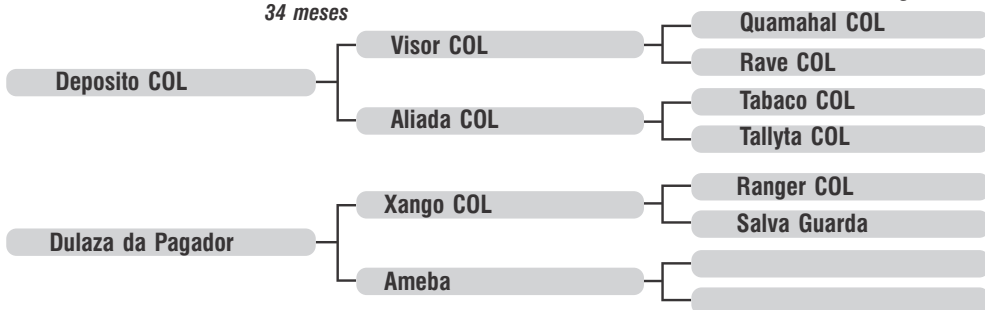 34 meses
Quamahal COL
Visor COL
Rave COL
Deposito COL
Tabaco COL
Aliada COL
Tallyta COL
Ranger COL
Xango COL
Salva Guarda
Dulaza da Pagador
Ameba